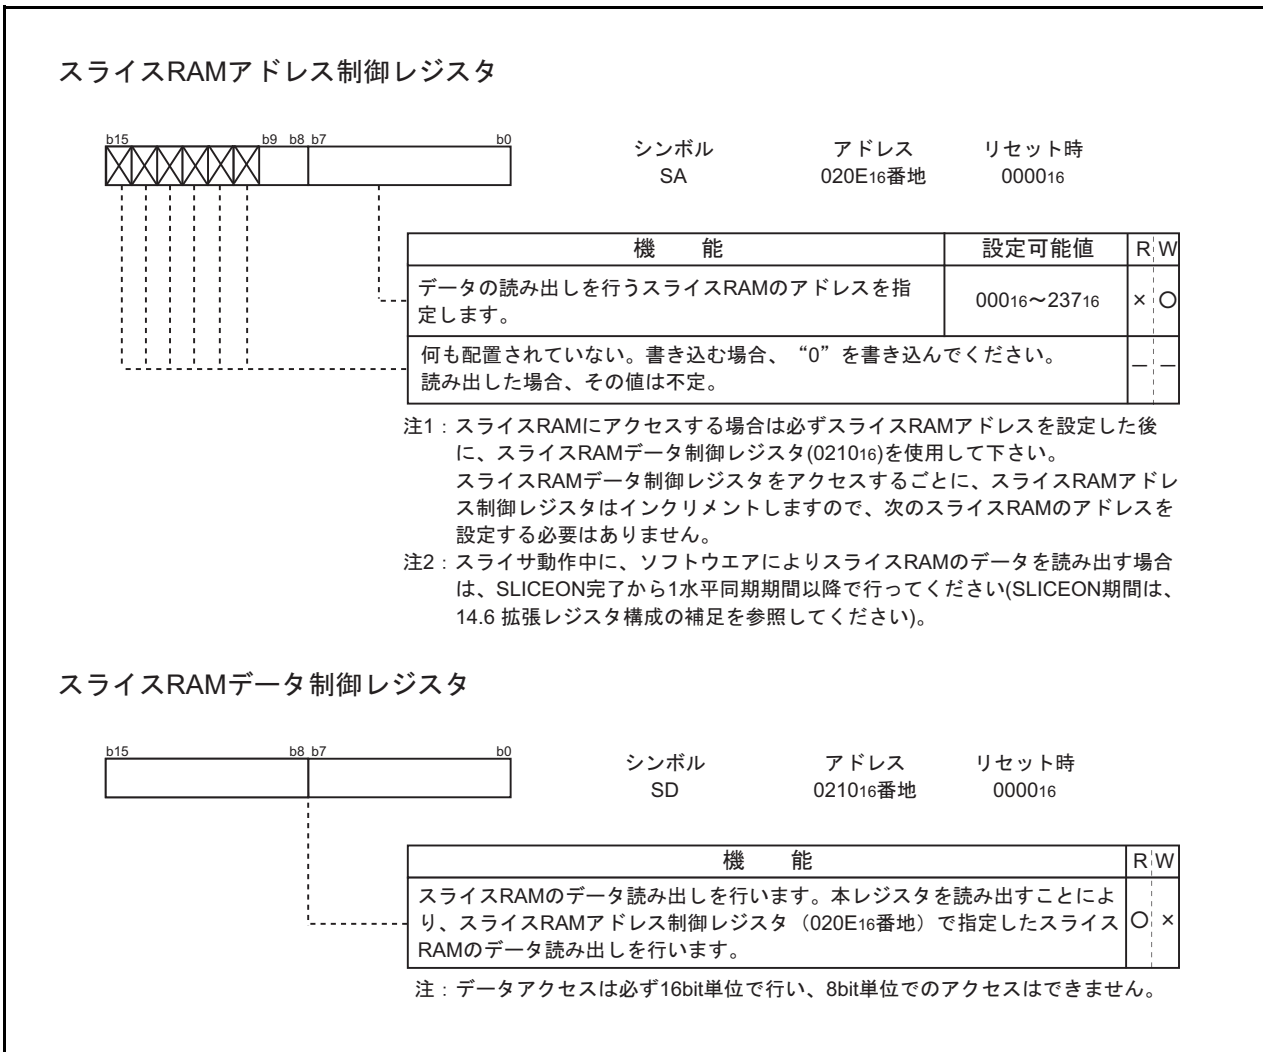 スライスRAMアドレス制御レジスタ
b15 b9 b8 b7 b0
シンボル アドレス リセット時
SA 020E16番地 000016
機 能 設定可能値 R W
データの読み出しを行うスライスRAMのアドレスを指
定します。
00016〜23716 × ○
何も配置されていない。書き込む場合、“0”を書き込んでください。
読み出した場合、その値は不定。
− −
注1：スライスRAMにアクセスする場合は必ずスライスRAMアドレスを設定した後
に、スライスRAMデータ制御レジスタ(021016)を使用して下さい。
スライスRAMデータ制御レジスタをアクセスするごとに、スライスRAMアドレ
ス制御レジスタはインクリメントしますので、次のスライスRAMのアドレスを
設定する必要はありません。
注2：スライサ動作中に、ソフトウエアによりスライスRAMのデータを読み出す場合
は、SLICEON完了から1水平同期期間以降で行ってください(SLICEON期間は、
14.6 拡張レジスタ構成の補足を参照してください)。
スライスRAMデータ制御レジスタ
b15 b8 b7 b0
シンボル アドレス リセット時
SD 021016番地 000016
機 能 R W
スライスRAMのデータ読み出しを行います。本レジスタを読み出すことによ
り、スライスRAMアドレス制御レジスタ（020E16番地）で指定したスライス
RAMのデータ読み出しを行います。
○ ×
注：データアクセスは必ず16bit単位で行い、8bit単位でのアクセスはできません。